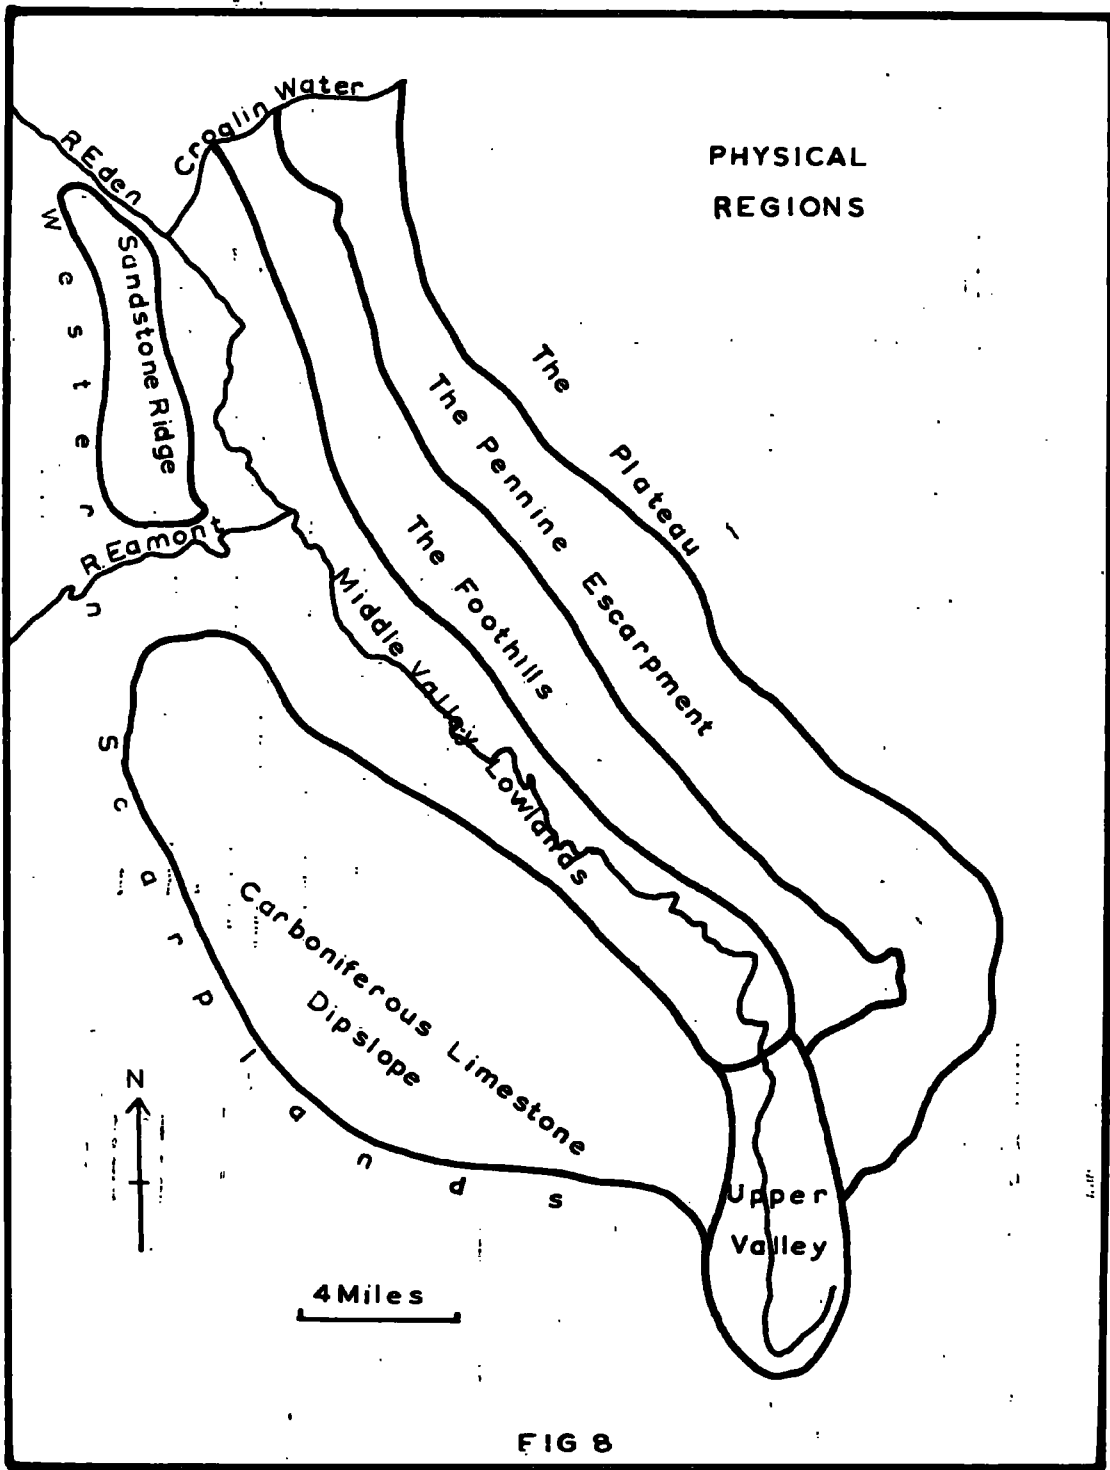 Croglin Water
R Eden
PHYSICAL
REGIONS
Sandstone Ridge
Western Scarplands
The Plateau
The Pennine Escarpment
The Foothills
R. Eamont
Middle Valley Lowlands
Carboniferous Limestone
Dipslope
N
Upper
Valley
4 Miles
FIG 8